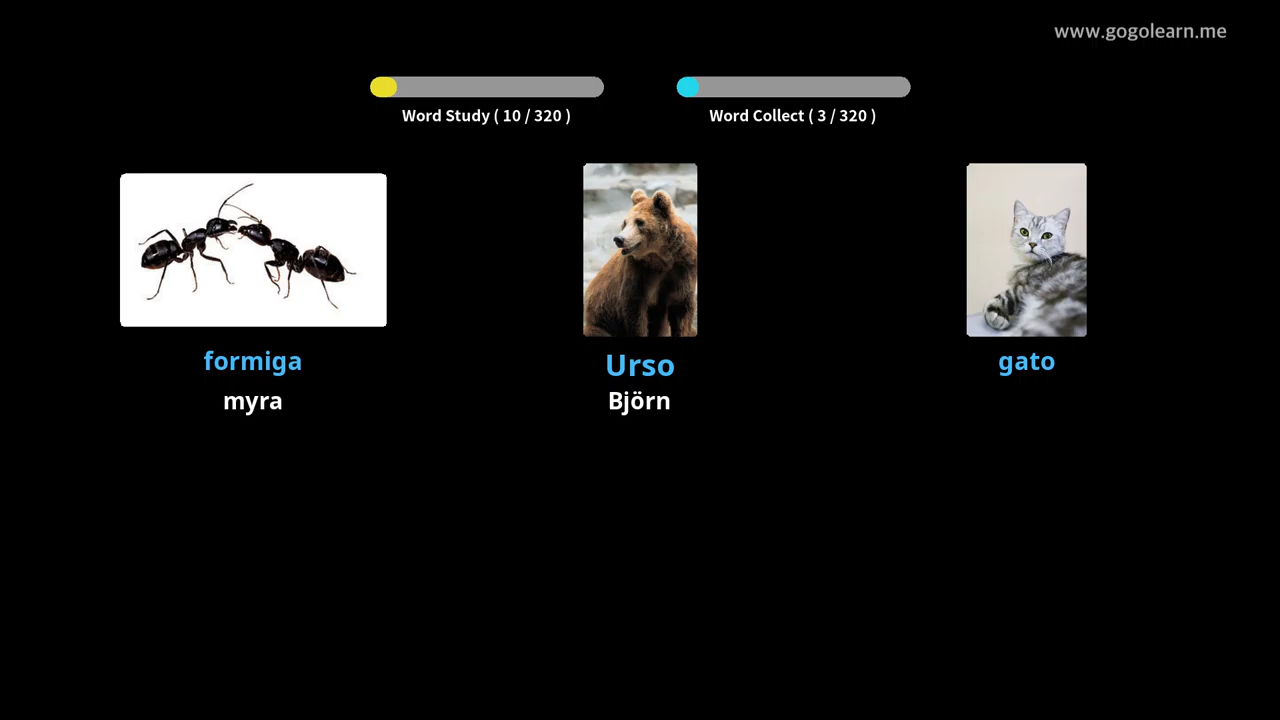 www.gogolearn.me
Word Study ( 10 / 320 )
Word Collect ( 3 / 320 )
formiga
myra
Urso
Björn
gato